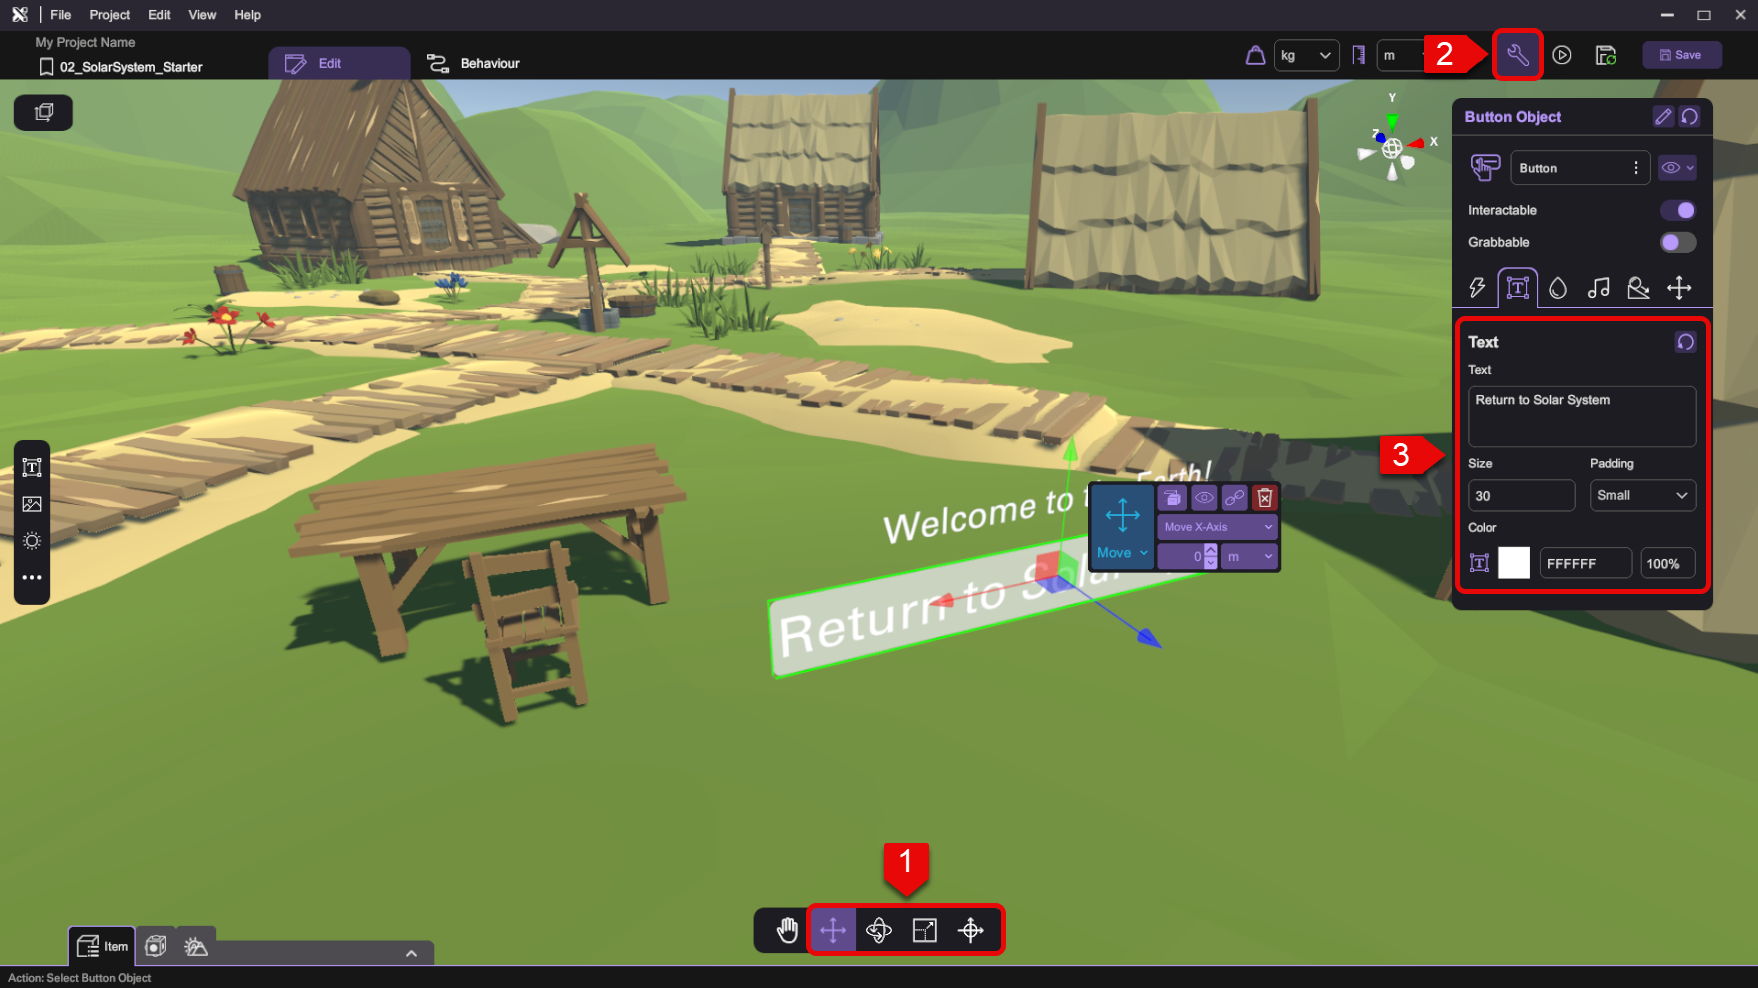 File Project Edit View Help
My Project Name
02_SolarSystem_Starter
Edit
Behaviour
kg
m
2
Save
Y
Z
X
Button Object
Button
Interactable
Grabbable
Text
Text
Return to Solar System
3
Size
Padding
30
Small
Color
FFFFFF
100%
Welcome to the Earth!
Return to Solar
Move X-Axis
Move
0
m
1
Item
Action: Select Button Object